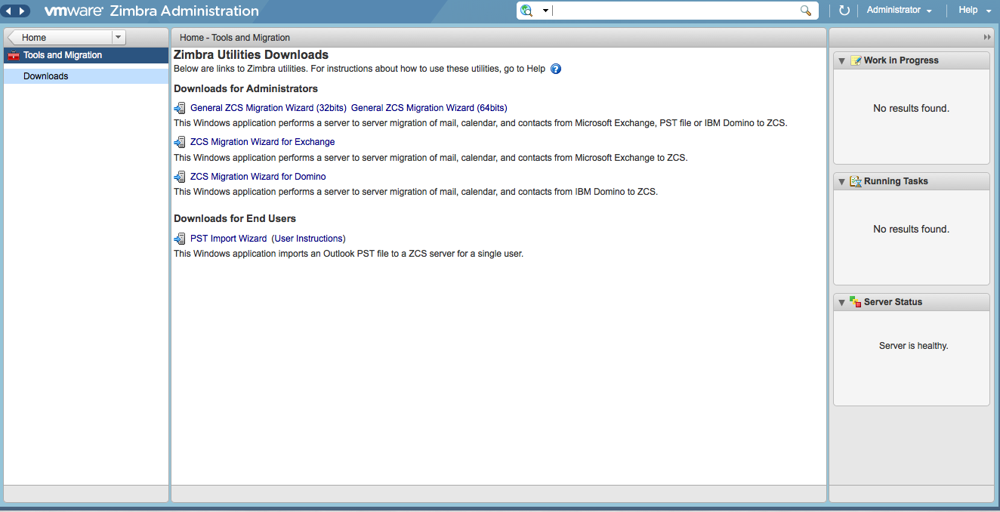 vmware® Zimbra Administration
Administrator
Help
Home
Tools and Migration
Downloads
Home - Tools and Migration
Zimbra Utilities Downloads
Below are links to Zimbra utilities. For instructions about how to use these utilities, go to Help ?
Downloads for Administrators
General ZCS Migration Wizard (32bits) General ZCS Migration Wizard (64bits)
This Windows application performs a server to server migration of mail, calendar, and contacts from Microsoft Exchange, PST file or IBM Domino to ZCS.
ZCS Migration Wizard for Exchange
This Windows application performs a server to server migration of mail, calendar, and contacts from Microsoft Exchange to ZCS.
ZCS Migration Wizard for Domino
This Windows application performs a server to server migration of mail, calendar, and contacts from IBM Domino to ZCS.
Downloads for End Users
PST Import Wizard (User Instructions)
This Windows application imports an Outlook PST file to a ZCS server for a single user.
Work in Progress
No results found.
Running Tasks
No results found.
Server Status
Server is healthy.